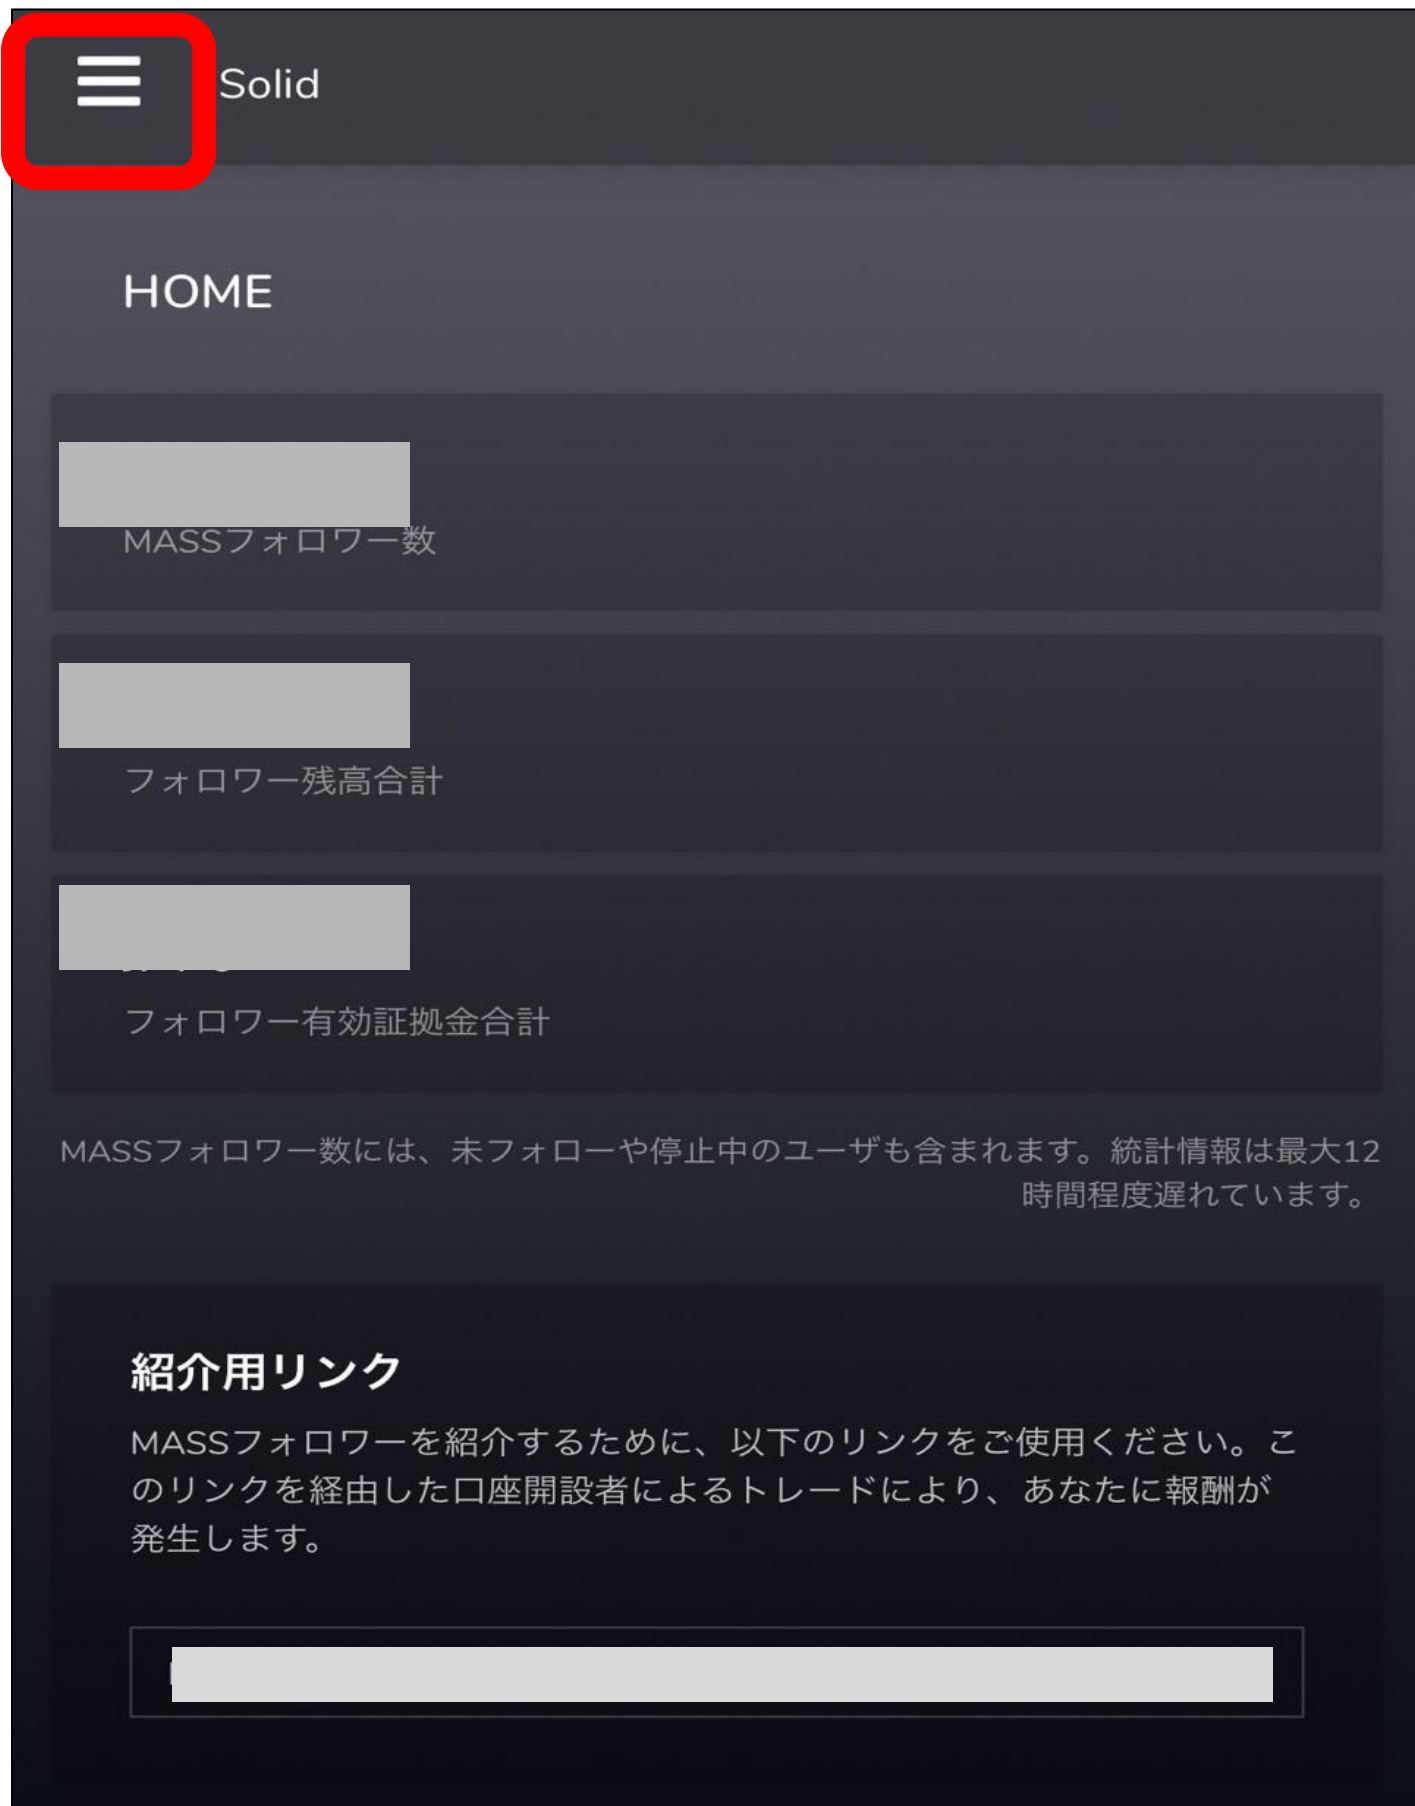 Solid
HOME
MASSフォロワー数
フォロワー残高合計
フォロワー有効証拠金合計
MASSフォロワー数には、未フォローや停止中のユーザも含まれます。統計情報は最大12
時間程度遅れています。
紹介用リンク
MASSフォロワーを紹介するために、以下のリンクをご使用ください。こ
のリンクを経由した口座開設者によるトレードにより、あなたに報酬が
発生します。